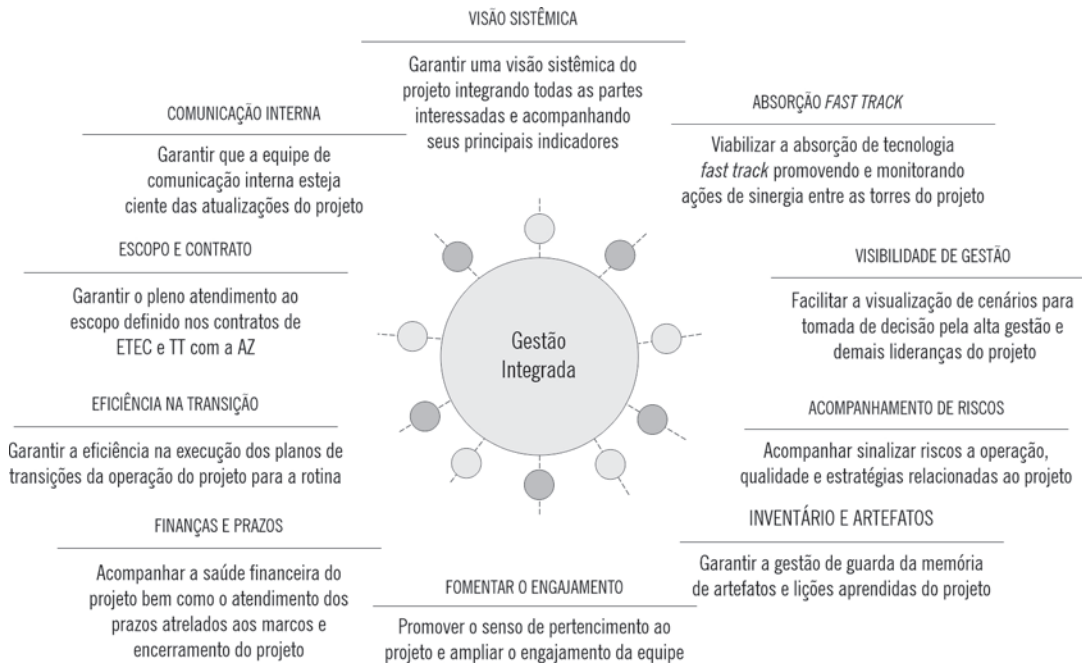 VISÃO SISTÊMICA
Garantir uma visão sistêmica do
projeto integrando todas as partes
interessadas e acompanhando
seus principais indicadores
ABSORÇÃO FAST TRACK
Viabilizar a absorção de tecnologia
fast track promovendo e monitorando
ações de sinergia entre as torres do projeto
VISIBILIDADE DE GESTÃO
Facilitar a visualização de cenários para
tomada de decisão pela alta gestão e
demais lideranças do projeto
ACOMPANHAMENTO DE RISCOS
Acompanhar sinalizar riscos a operação,
qualidade e estratégias relacionadas ao projeto
INVENTÁRIO E ARTEFATOS
Garantir a gestão de guarda da memória
de artefatos e lições aprendidas do projeto
FOMENTAR O ENGAJAMENTO
Promover o senso de pertencimento ao
projeto e ampliar o engajamento da equipe
FINANÇAS E PRAZOS
Acompanhar a saúde financeira do
projeto bem como o atendimento dos
prazos atrelados aos marcos e
encerramento do projeto
EFICIÊNCIA NA TRANSIÇÃO
Garantir a eficiência na execução dos planos de
transições da operação do projeto para a rotina
ESCOPO E CONTRATO
Garantir o pleno atendimento ao
escopo definido nos contratos de
ETEC e TT com a AZ
COMUNICAÇÃO INTERNA
Garantir que a equipe de
comunicação interna esteja
ciente das atualizações do projeto
Gestão
Integrada